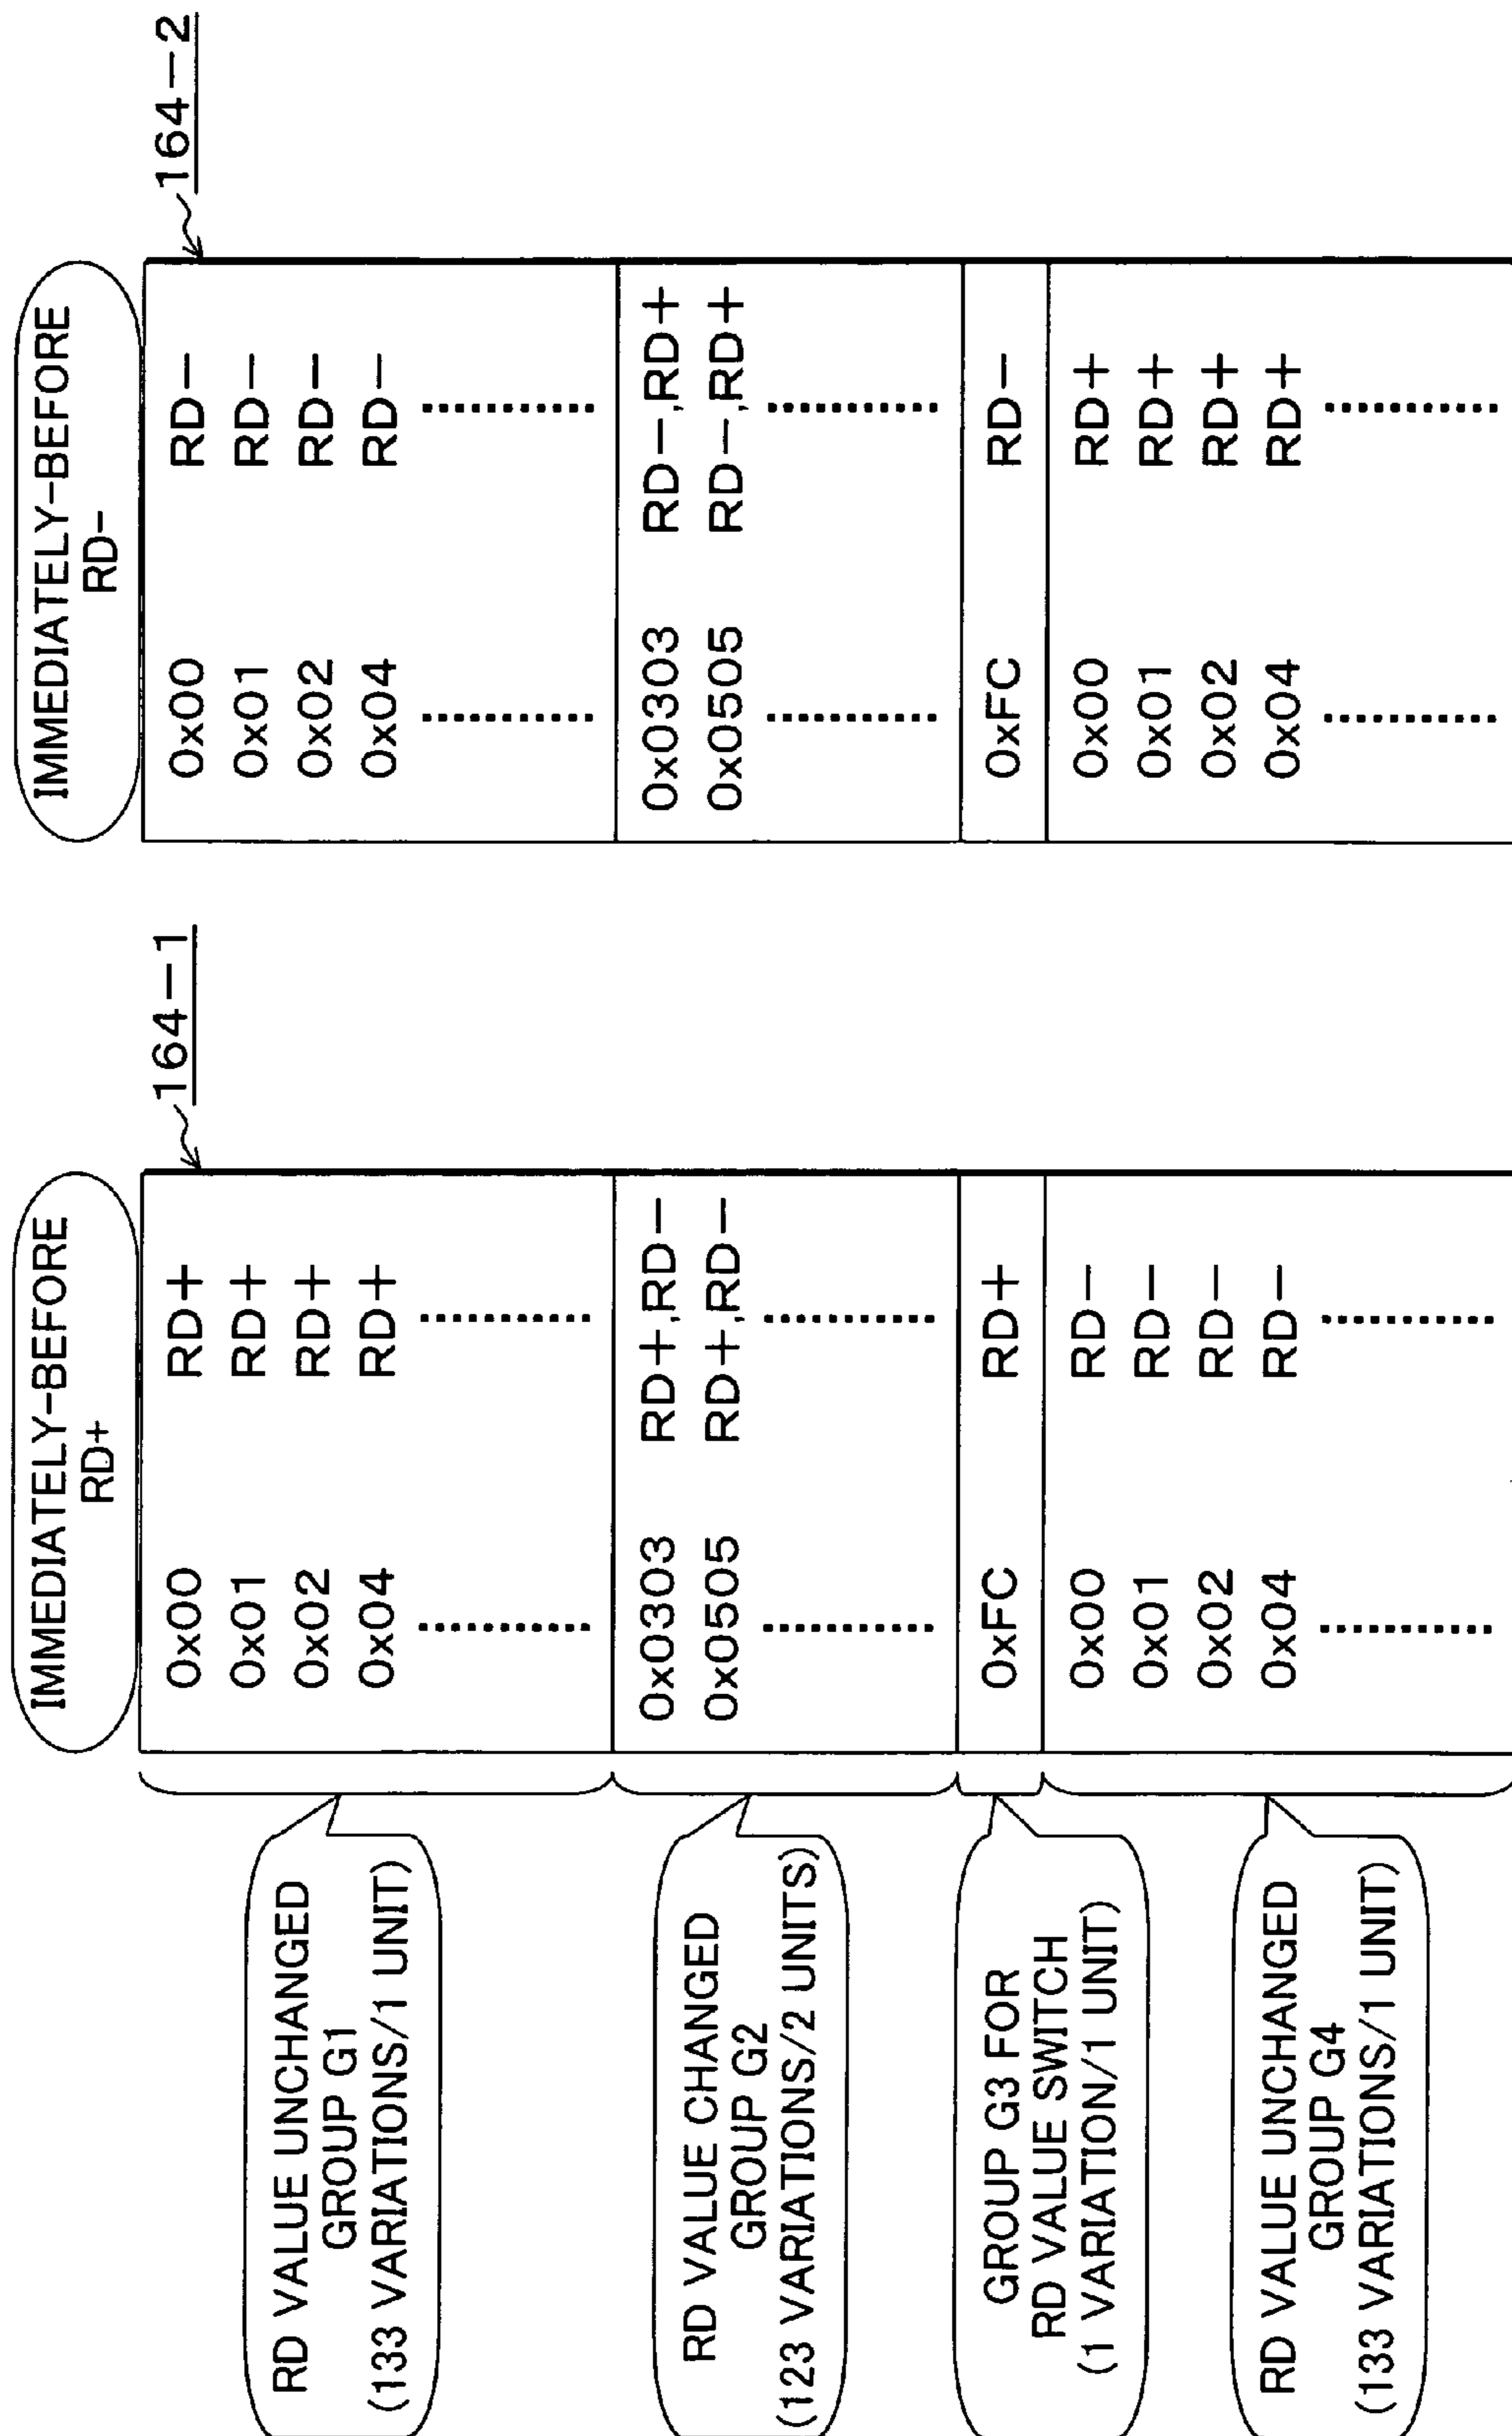 IMMEDIATELY-BEFORE
RD+
164-1
0x00 RD+
0x01 RD+
0x02 RD+
0x04 RD+
0x0303 RD+,RD-
0x0505 RD+,RD-
0xFC RD+
0x00 RD-
0x01 RD-
0x02 RD-
0x04 RD-
RD VALUE UNCHANGED
GROUP G1
(133 VARIATIONS/1 UNIT)
RD VALUE CHANGED
GROUP G2
(123 VARIATIONS/2 UNITS)
GROUP G3 FOR
RD VALUE SWITCH
(1 VARIATION/1 UNIT)
RD VALUE UNCHANGED
GROUP G4
(133 VARIATIONS/1 UNIT)
IMMEDIATELY-BEFORE
RD-
164-2
0x00 RD-
0x01 RD-
0x02 RD-
0x04 RD-
0x0303 RD-,RD+
0x0505 RD-,RD+
0xFC RD-
0x00 RD+
0x01 RD+
0x02 RD+
0x04 RD+